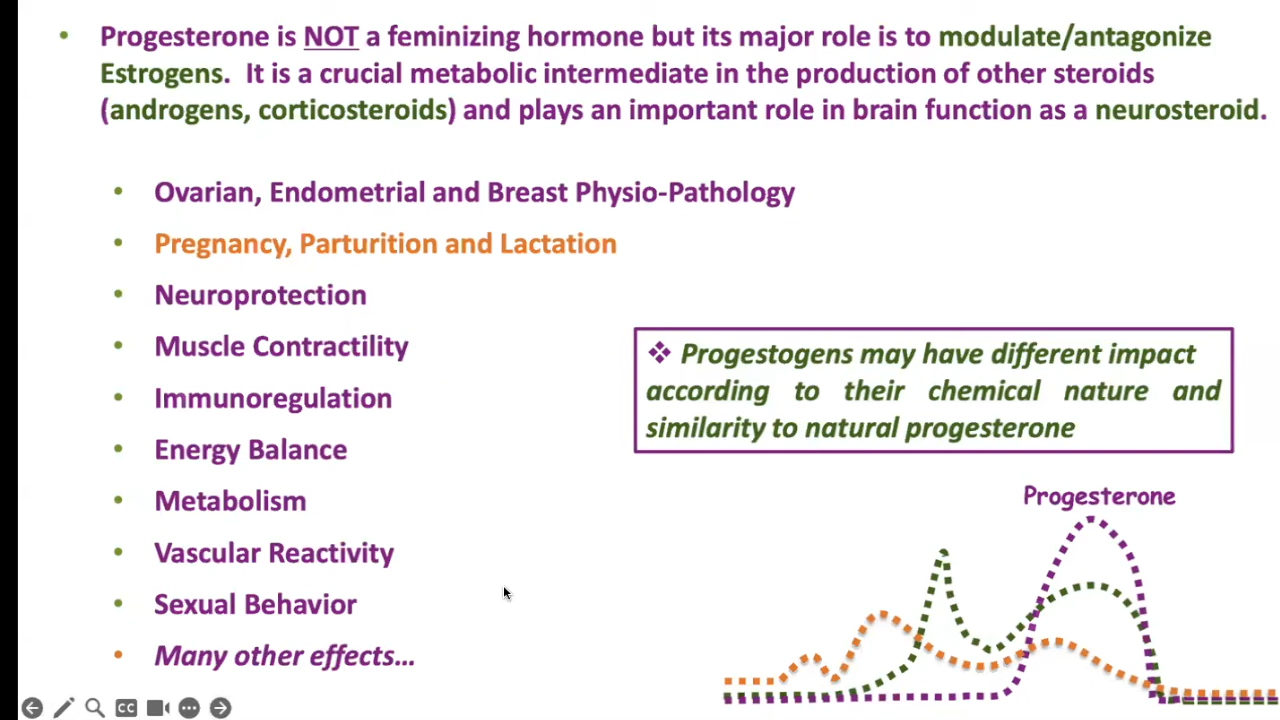 • Progesterone is NOT a feminizing hormone but its major role is to modulate/antagonize
Estrogens. It is a crucial metabolic intermediate in the production of other steroids
(androgens, corticosteroids) and plays an important role in brain function as a neurosteroid.
• Ovarian, Endometrial and Breast Physio-Pathology
• Pregnancy, Parturition and Lactation
• Neuroprotection
• Muscle Contractility
• Immunoregulation
• Energy Balance
• Metabolism
• Vascular Reactivity
• Sexual Behavior
• Many other effects...
❖ Progestogens may have different impact
according to their chemical nature and
similarity to natural progesterone
Progesterone
CC